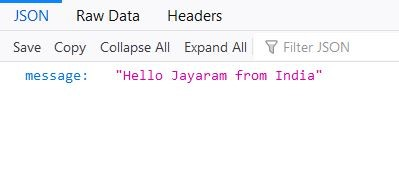 JSON Raw Data Headers
Save Copy Collapse All Expand All Filter JSON
message: "Hello Jayaram from India"